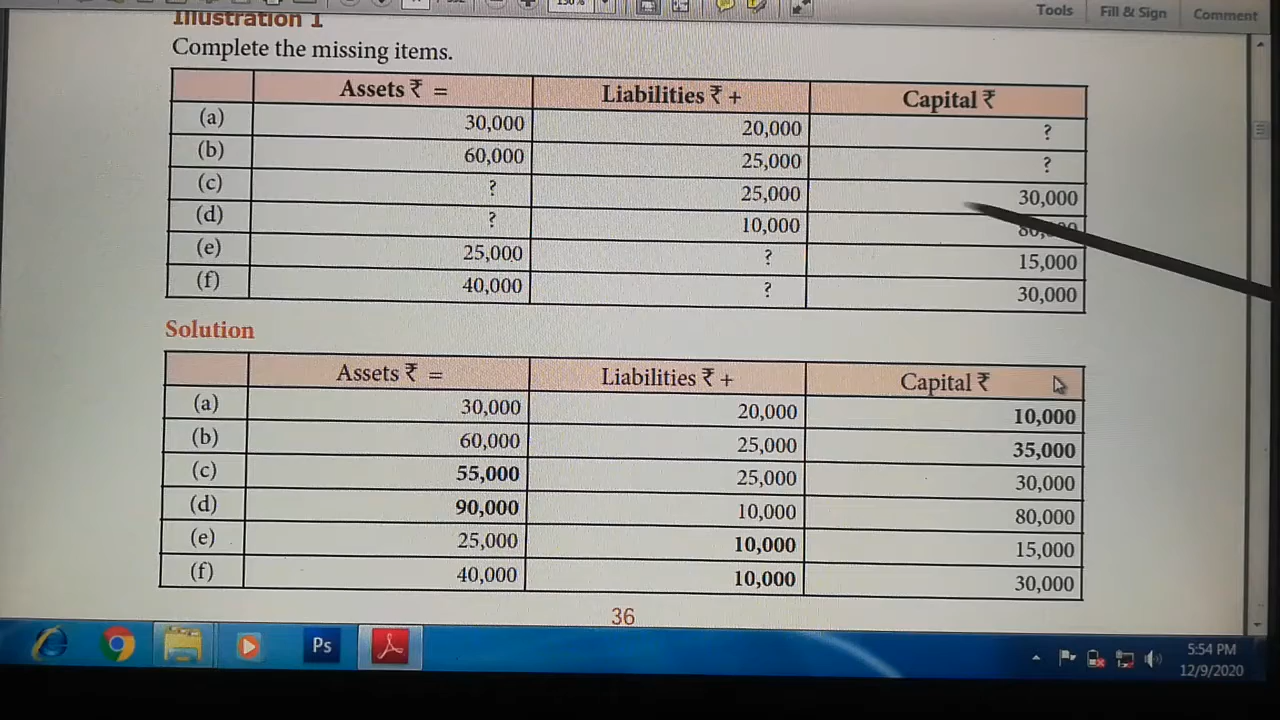 Tools Fill & Sign Comment
Illustration 1
Complete the missing items.
Assets ₹ = Liabilities ₹ + Capital ₹
(a) 30,000 20,000 ?
(b) 60,000 25,000 ?
(c) ? 25,000 30,000
(d) ? 10,000 80,000
(e) 25,000 ? 15,000
(f) 40,000 ? 30,000
Solution
Assets ₹ = Liabilities ₹ + Capital ₹
(a) 30,000 20,000 10,000
(b) 60,000 25,000 35,000
(c) 55,000 25,000 30,000
(d) 90,000 10,000 80,000
(e) 25,000 10,000 15,000
(f) 40,000 10,000 30,000
36
Ps
5:54 PM
12/9/2020